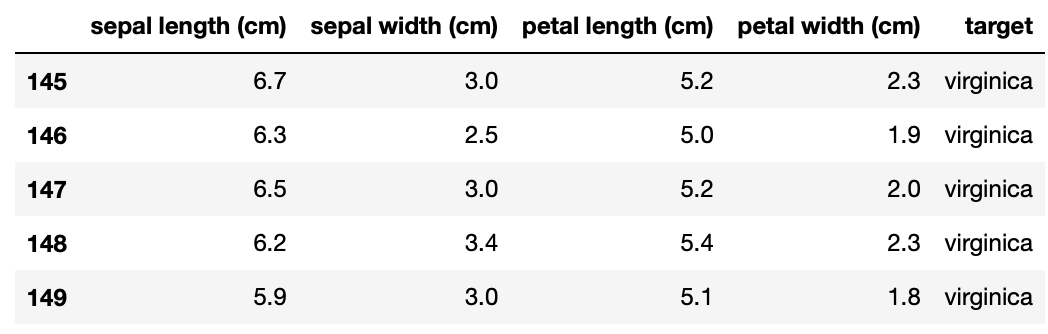 sepal length (cm) sepal width (cm) petal length (cm) petal width (cm) target
145 6.7 3.0 5.2 2.3 virginica
146 6.3 2.5 5.0 1.9 virginica
147 6.5 3.0 5.2 2.0 virginica
148 6.2 3.4 5.4 2.3 virginica
149 5.9 3.0 5.1 1.8 virginica